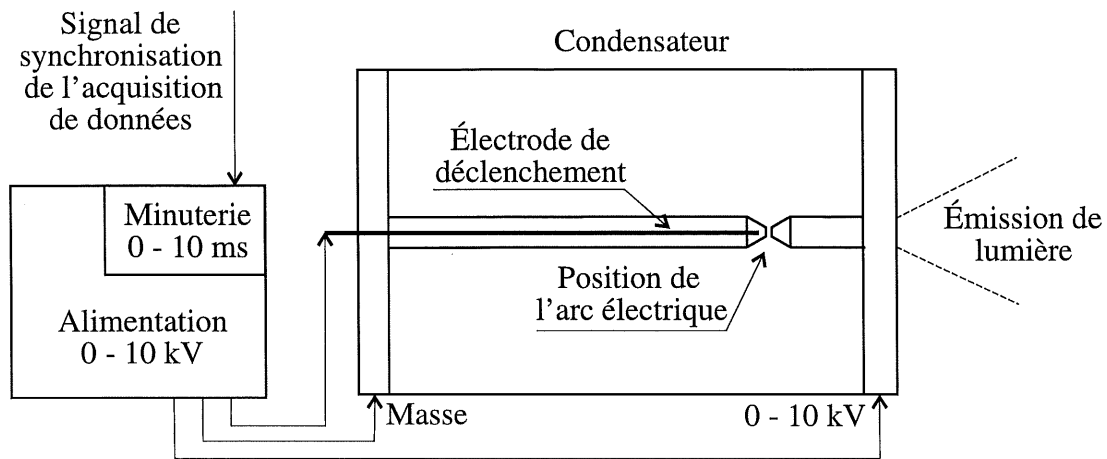 Signal de
synchronisation
de l'acquisition
de données
Condensateur
Électrode de
déclenchement
Minuterie
0 - 10 ms
Émission de
lumière
Position de
l'arc électrique
Alimentation
0 - 10 kV
Masse
0 - 10 kV